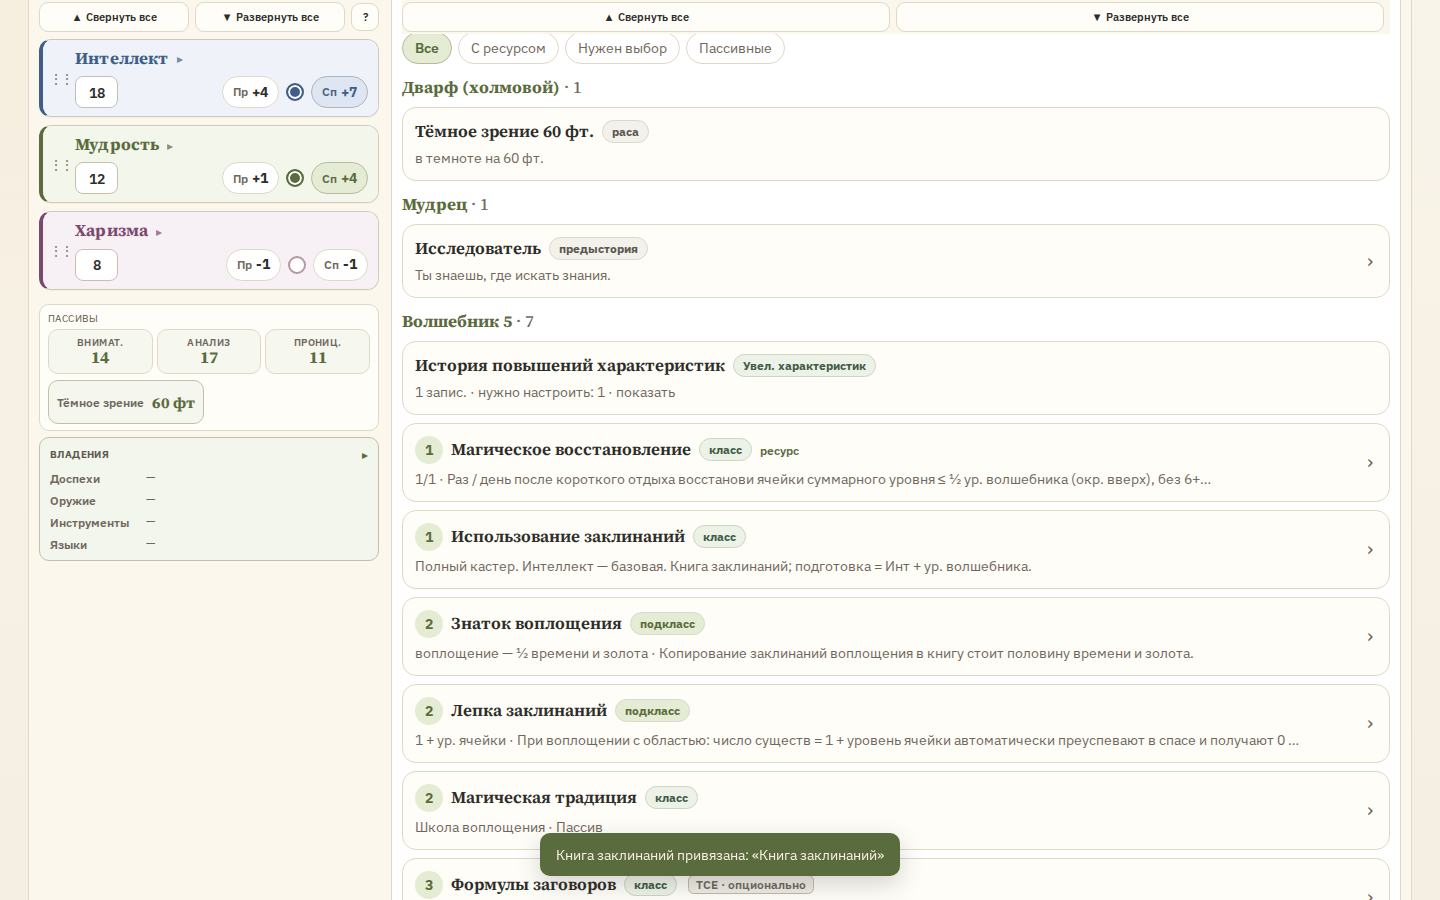 ▲ Свернуть все
▼ Развернуть все
?
Интеллект ▸
18
Пр +4
Сп +7
Мудрость ▸
12
Пр +1
Сп +4
Харизма ▸
8
Пр -1
Сп -1
ПАССИВЫ
ВНИМАТ.
14
АНАЛИЗ
17
ПРОНИЦ.
11
Тёмное зрение 60 фт
ВЛАДЕНИЯ ▸
Доспехи —
Оружие —
Инструменты —
Языки —
▲ Свернуть все
▼ Развернуть все
Все
С ресурсом
Нужен выбор
Пассивные
Дварф (холмовой) · 1
Тёмное зрение 60 фт. раса
в темноте на 60 фт.
Мудрец · 1
Исследователь предыстория
Ты знаешь, где искать знания.
Волшебник 5 · 7
История повышений характеристик Увел. характеристик
1 запис. · нужно настроить: 1 · показать
1 Магическое восстановление класс ресурс
1/1 · Раз / день после короткого отдыха восстанови ячейки суммарного уровня ≤ ½ ур. волшебника (окр. вверх), без 6+...
1 Использование заклинаний класс
Полный кастер. Интеллект — базовая. Книга заклинаний; подготовка = Инт + ур. волшебника.
2 Знаток воплощения подкласс
воплощение — ½ времени и золота · Копирование заклинаний воплощения в книгу стоит половину времени и золота.
2 Лепка заклинаний подкласс
1 + ур. ячейки · При воплощении с областью: число существ = 1 + уровень ячейки автоматически преуспевают в спасе и получают 0 ...
2 Магическая традиция класс
Школа воплощения · Пассив
Книга заклинаний привязана: «Книга заклинаний»
3 Формулы заговоров класс TCE · опционально